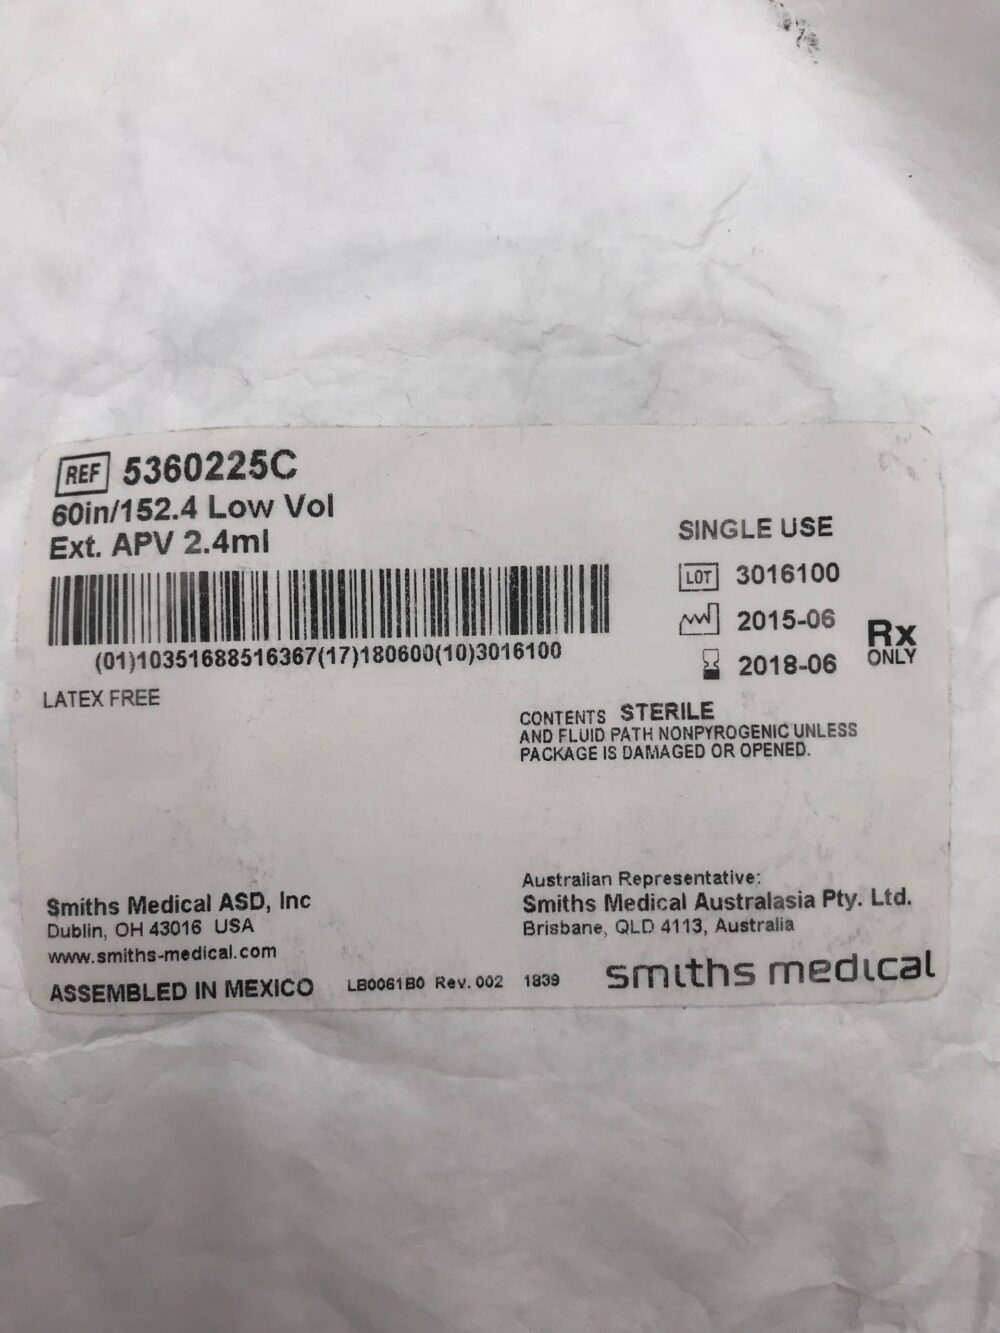 REF 5360225C
60in/152.4 Low Vol
Ext. APV 2.4ml
(01)10351688516367(17)180600(10)3016100
LATEX FREE
SINGLE USE
LOT 3016100
2015-06
2018-06
Rx
ONLY
CONTENTS STERILE
AND FLUID PATH NONPYROGENIC UNLESS
PACKAGE IS DAMAGED OR OPENED.
Smiths Medical ASD, Inc
Dublin, OH 43016 USA
www.smiths-medical.com
ASSEMBLED IN MEXICO
LB0061B0 Rev. 002 1839
Australian Representative:
Smiths Medical Australasia Pty. Ltd.
Brisbane, QLD 4113, Australia
smiths medical